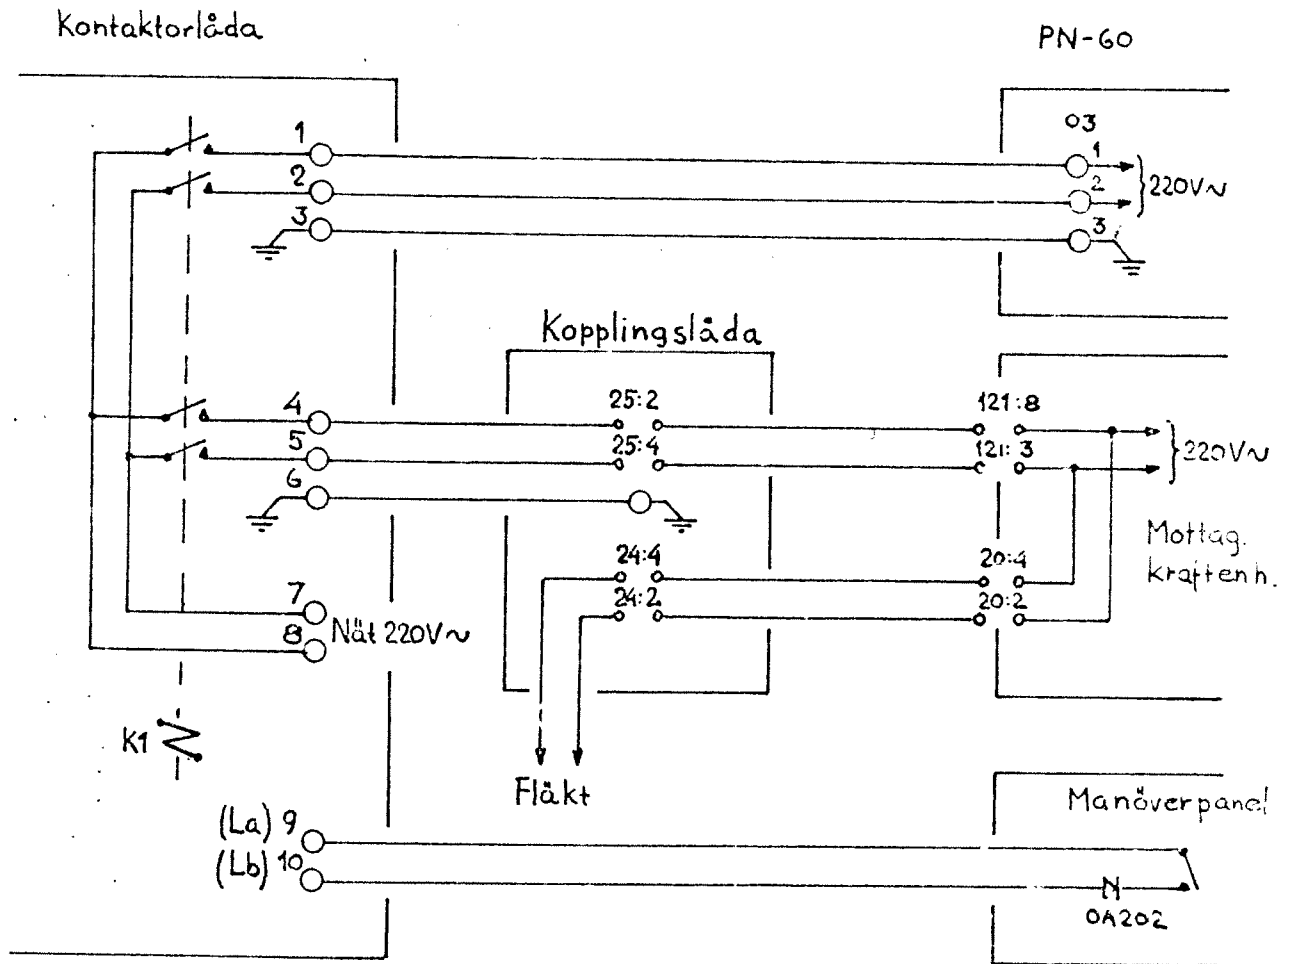 Kontaktorlåda
PN-60
03
1
1
220V~
2
2
3
3
Kopplingslåda
4
25:2
121:8
5
25:4
121:3
220V~
6
Mottag.
kraftenh.
24:4
20:4
7
24:2
20:2
8
Nät 220V~
K1
Fläkt
Manöverpanel
(La) 9
(Lb) 10
N
OA202